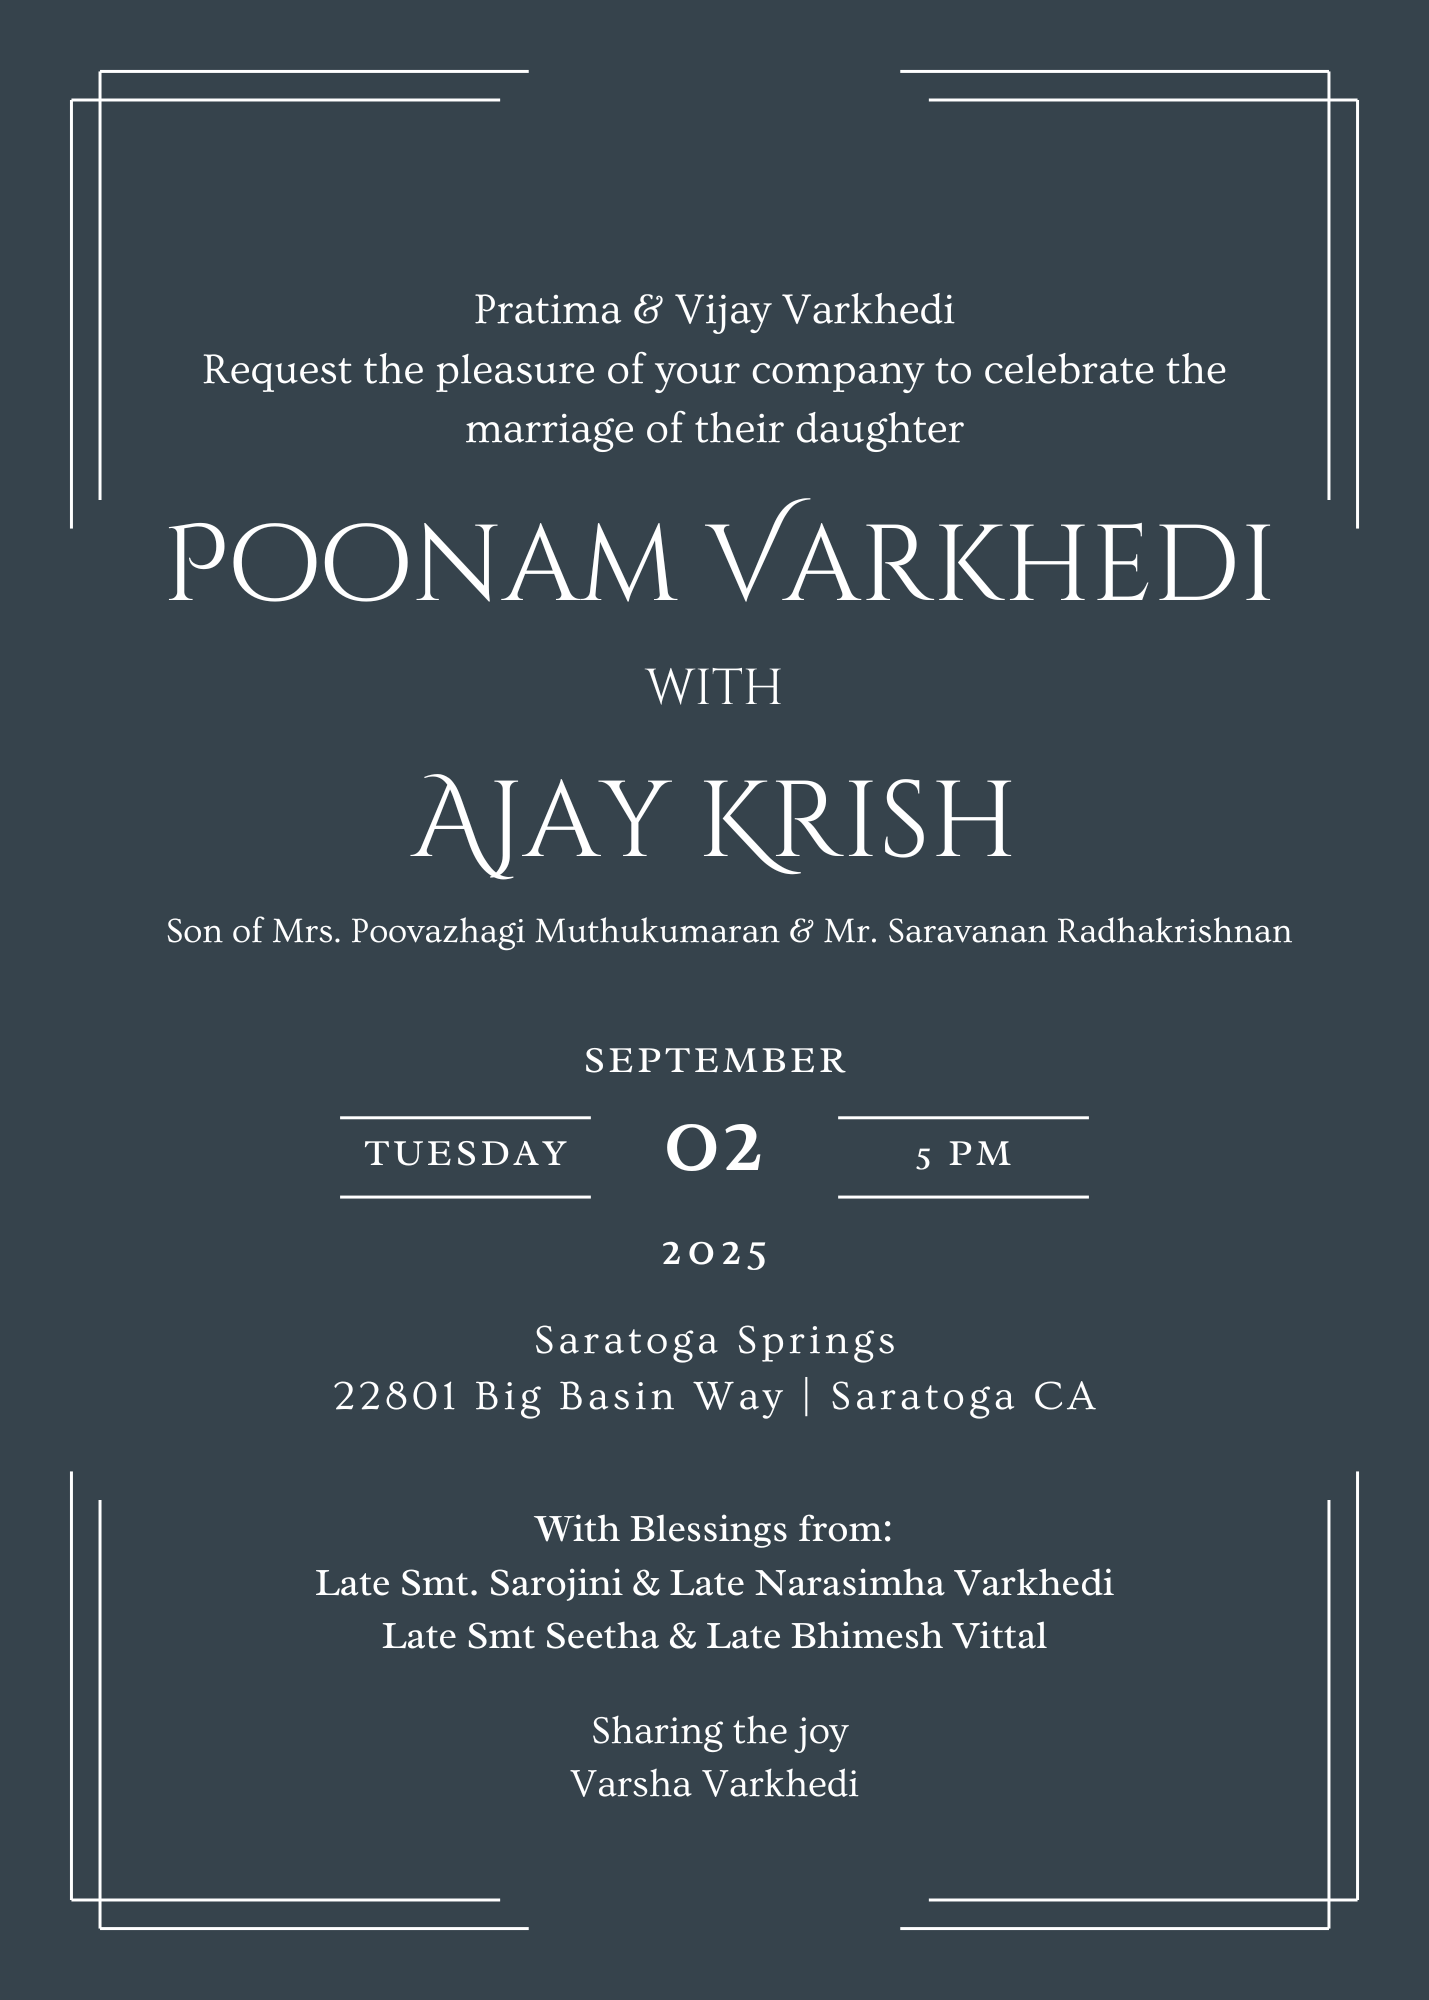 Pratima & Vijay Varkhedi
Request the pleasure of your company to celebrate the
marriage of their daughter
POONAM VARKHEDI
WITH
AJAY KRISH
Son of Mrs. Poovazhagi Muthukumaran & Mr. Saravanan Radhakrishnan
SEPTEMBER
TUESDAY 02 5 PM
2025
Saratoga Springs
22801 Big Basin Way | Saratoga CA
With Blessings from:
Late Smt. Sarojini & Late Narasimha Varkhedi
Late Smt Seetha & Late Bhimesh Vittal
Sharing the joy
Varsha Varkhedi